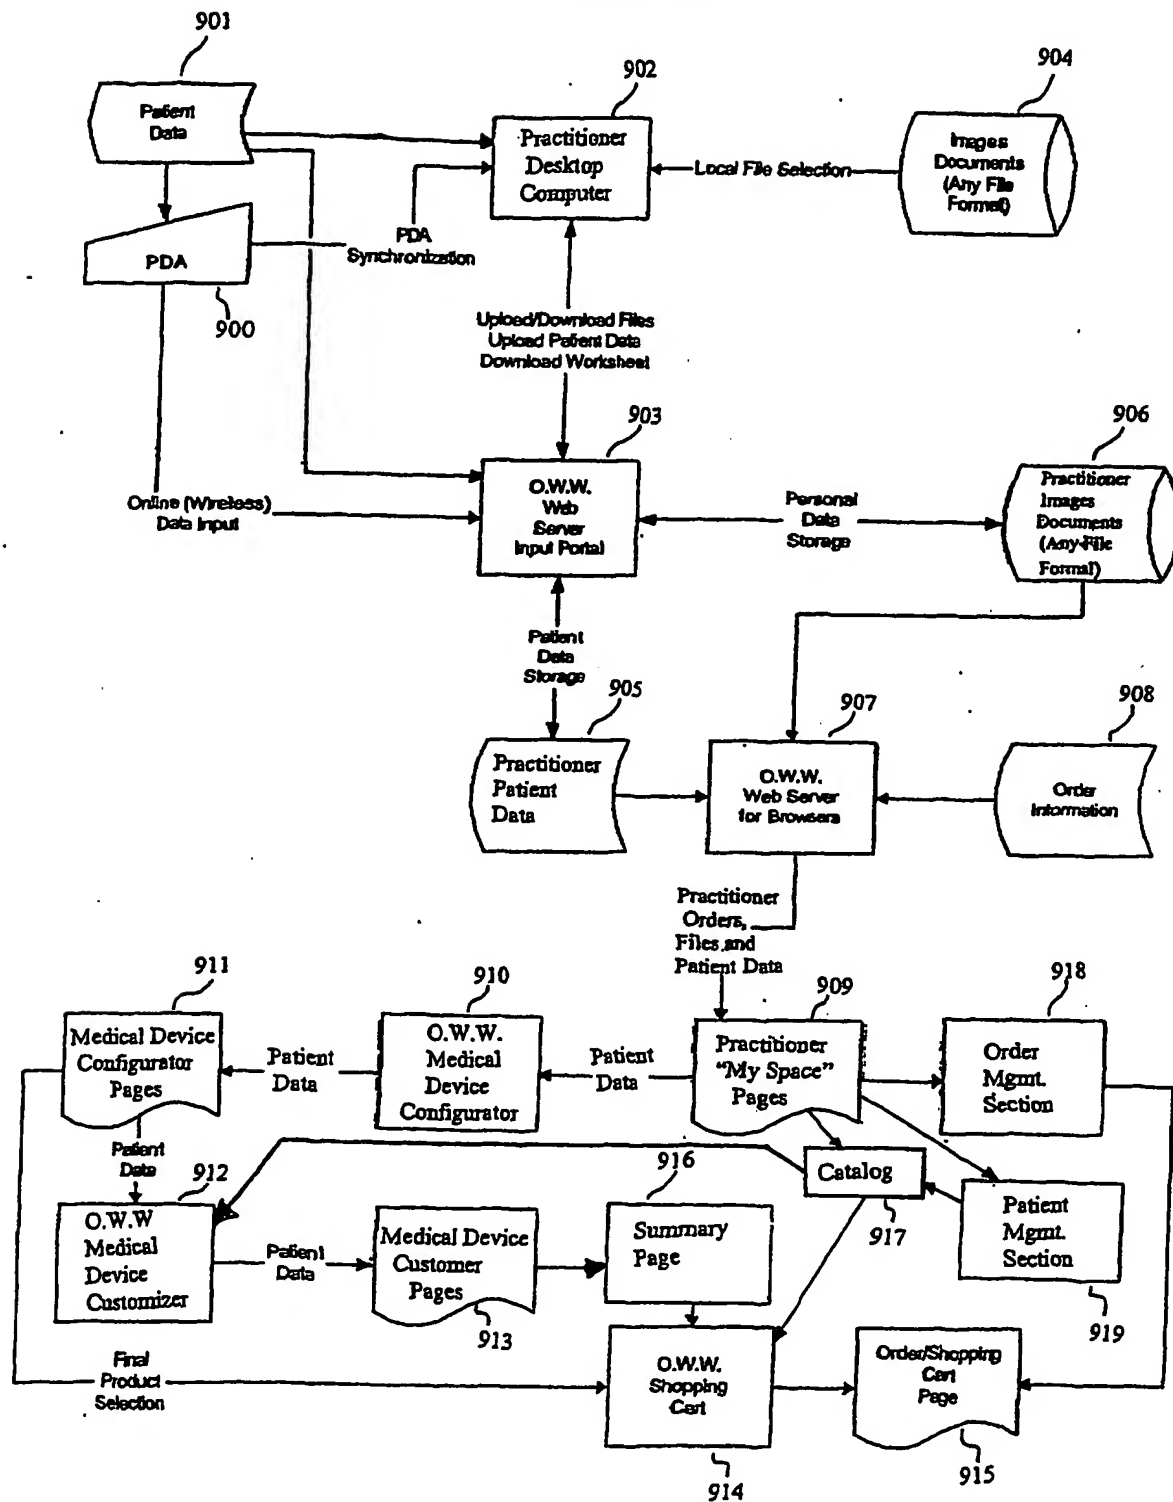 901
902
904
Patient
Data
Practitioner
Desktop
Computer
Local File Selection
Images
Documents
(Any File
Format)
PDA
900
PDA
Synchronization
Upload/Download Files
Upload Patient Data
Download Worksheet
903
906
Online (Wireless)
Data Input
O.W.W.
Web
Server
Input Portal
Personal
Data
Storage
Practitioner
Images
Documents
(Any-File
Formal)
Patient
Data
Storage
905
907
908
Practitioner
Patient
Data
O.W.W.
Web Server
for Browsers
Order
Information
Practitioner
Orders,
Files and
Patient Data
911
910
909
918
Medical Device
Configurator
Pages
Patient
Data
O.W.W.
Medical
Device
Configurator
Patient
Data
Practitioner
“My Space”
Pages
Order
Mgmt.
Section
Patient
Data
912
916
Catalog
917
O.W.W
Medical
Device
Customizer
Patient
Data
Medical Device
Customer
Pages
913
Summary
Page
Patient
Mgmt.
Section
919
Final
Product
Selection
O.W.W.
Shopping
Cart
914
Order/Shopping
Cart
Page
915